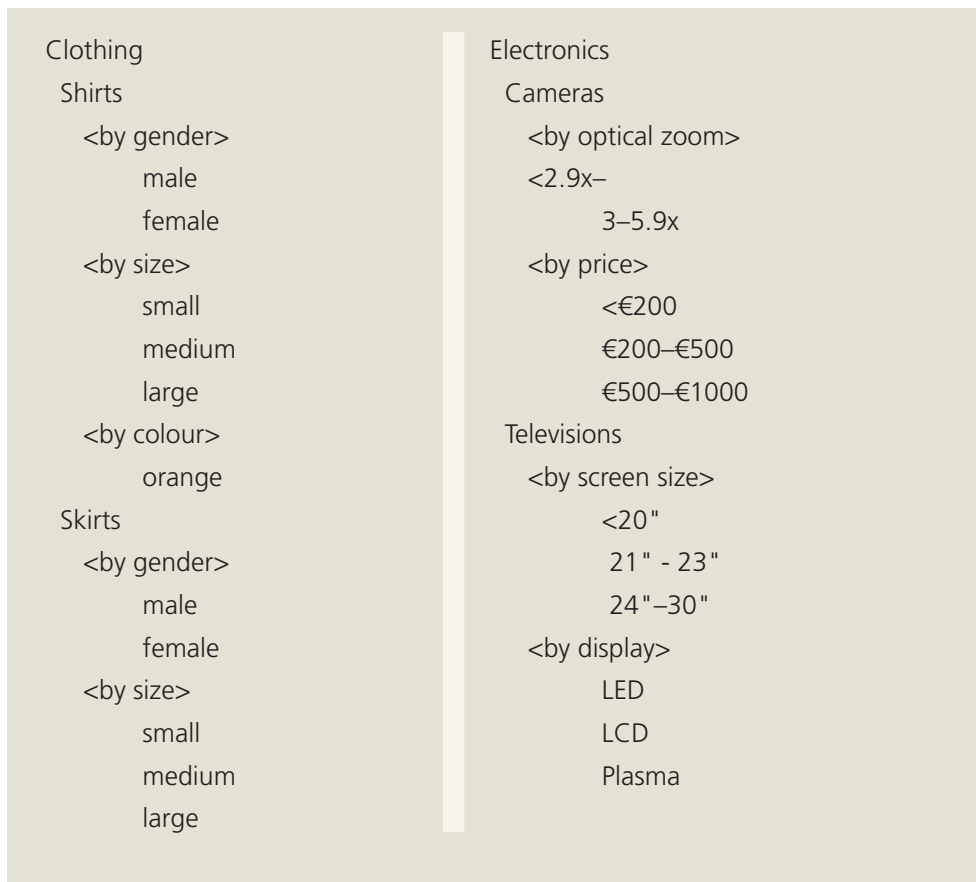 Clothing
Shirts
<by gender>
male
female
<by size>
small
medium
large
<by colour>
orange
Skirts
<by gender>
male
female
<by size>
small
medium
large
Electronics
Cameras
<by optical zoom>
<2.9x–
3–5.9x
<by price>
<€200
€200–€500
€500–€1000
Televisions
<by screen size>
<20"
21" - 23"
24"–30"
<by display>
LED
LCD
Plasma